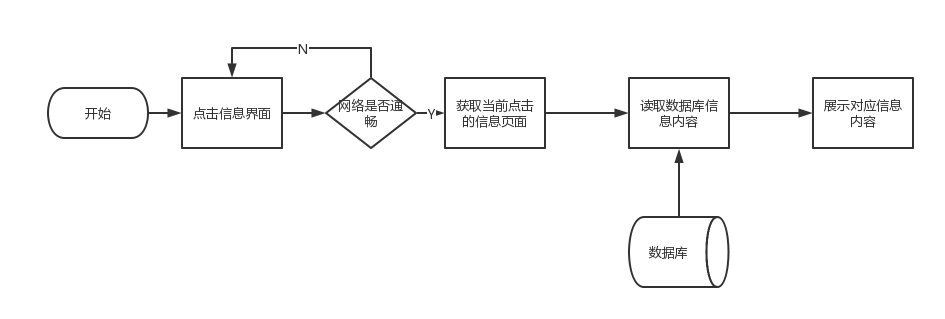 N
开始
点击信息界面
网络是否通
畅
Y
获取当前点击
的信息页面
读取数据库信
息内容
展示对应信息
内容
数据库